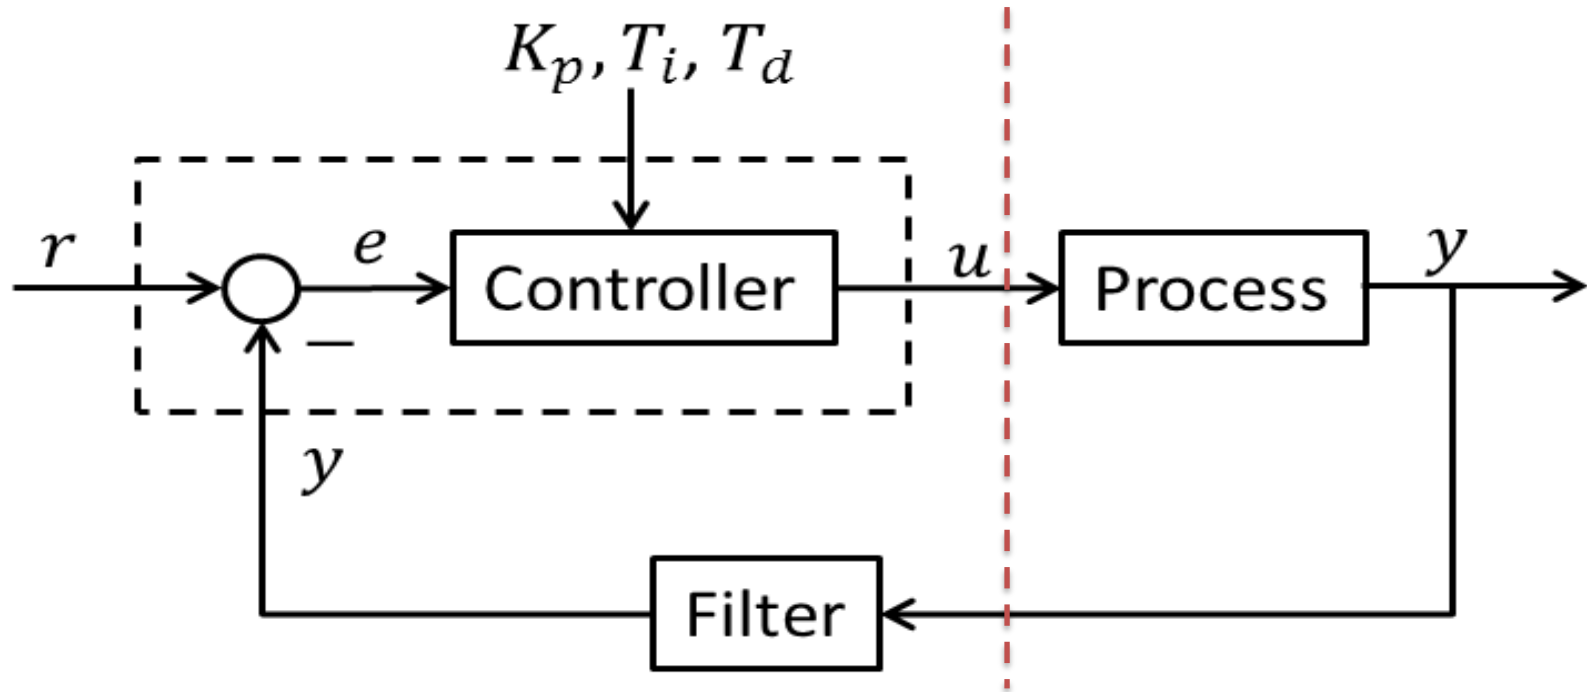 K_p, T_i, T_d
r
e
Controller
u
Process
y
−
y
Filter